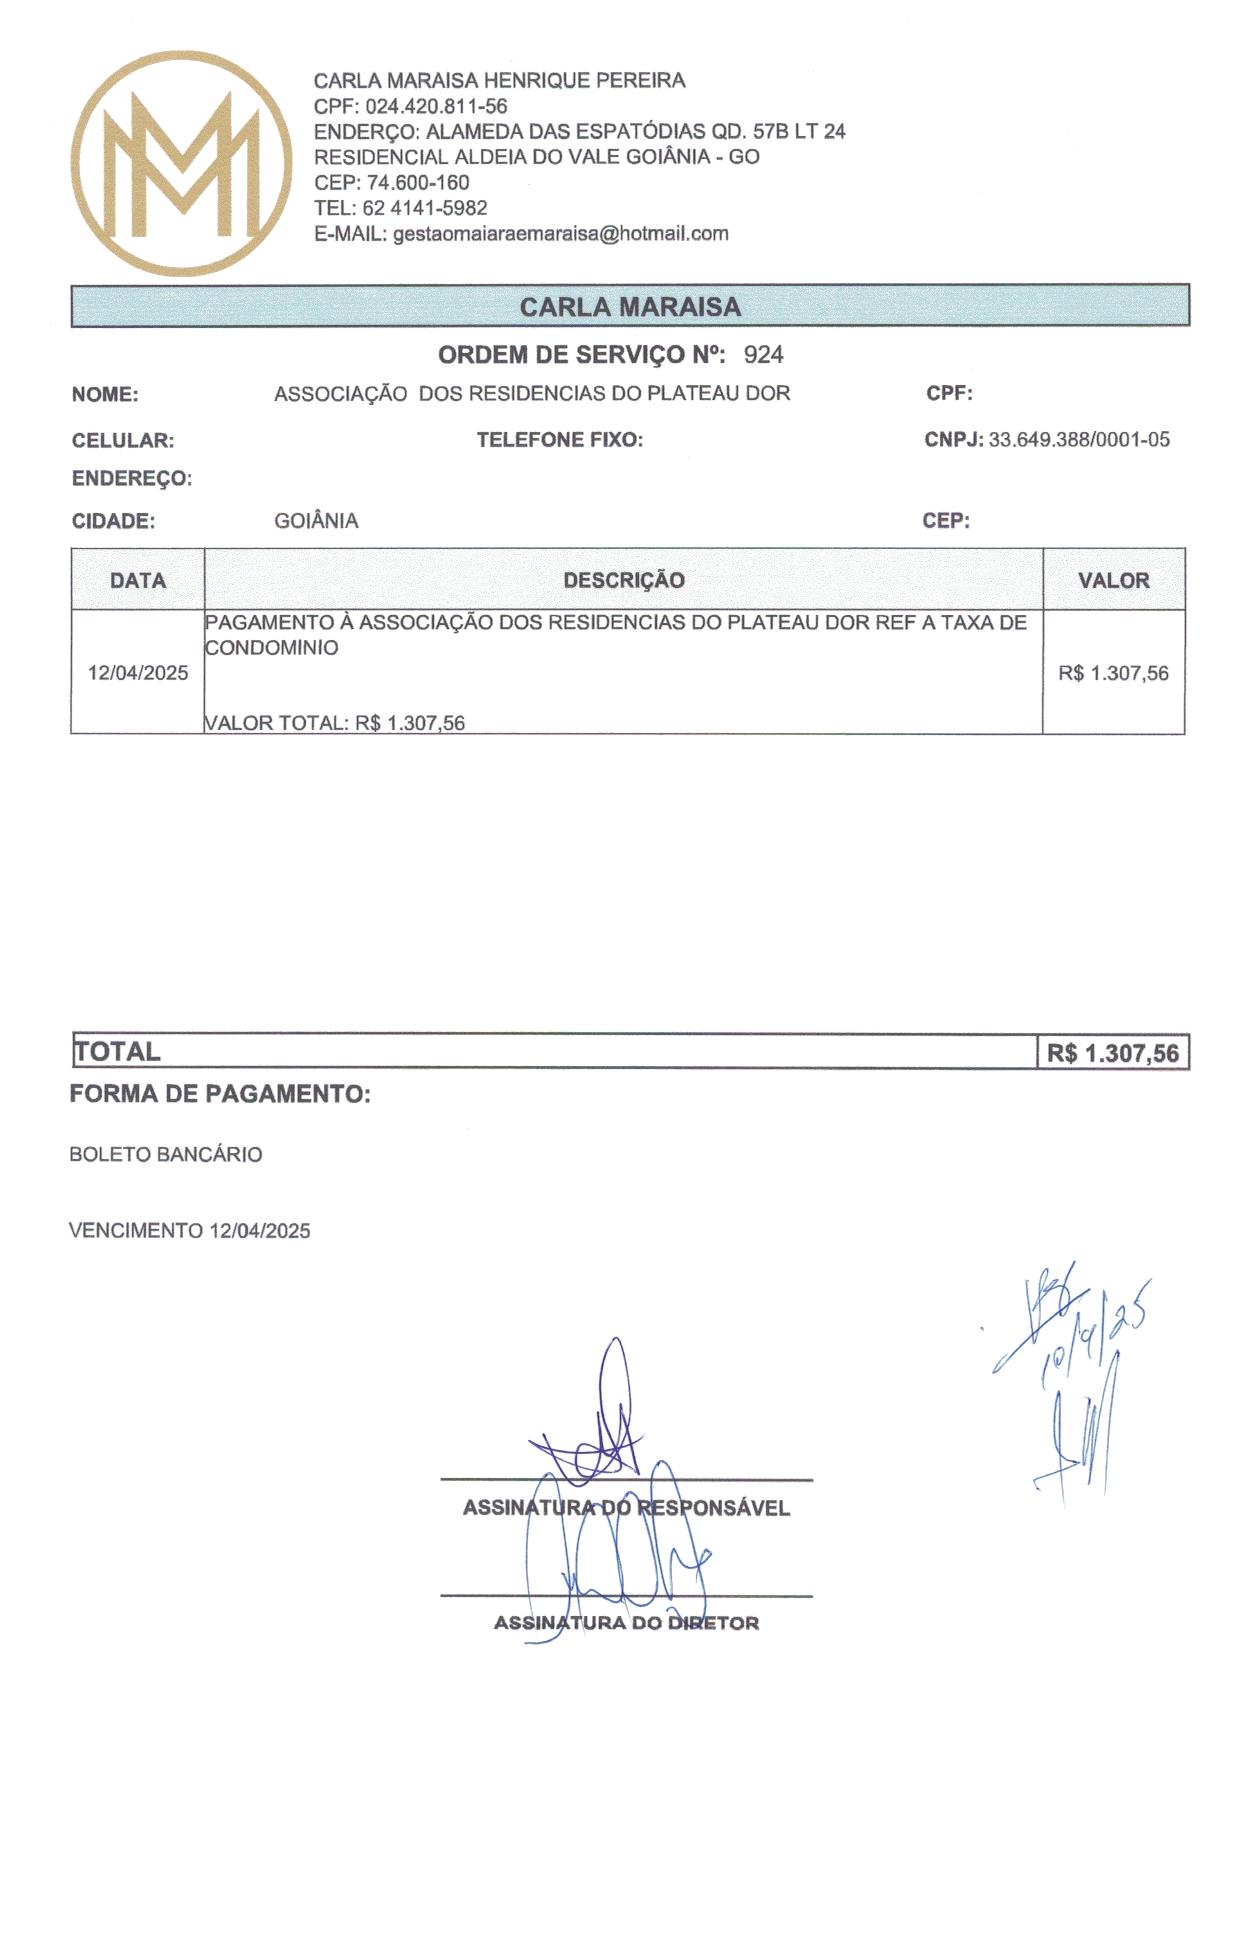 CARLA MARAISA HENRIQUE PEREIRA
CPF: 024.420.811-56
ENDERÇO: ALAMEDA DAS ESPATÓDIAS QD. 57B LT 24
RESIDENCIAL ALDEIA DO VALE GOIÂNIA - GO
CEP: 74.600-160
TEL: 62 4141-5982
E-MAIL: gestaomaiaraemaraisa@hotmail.com
CARLA MARAISA
ORDEM DE SERVIÇO Nº: 924
NOME: ASSOCIAÇÃO DOS RESIDENCIAS DO PLATEAU DOR CPF:
CELULAR: TELEFONE FIXO: CNPJ: 33.649.388/0001-05
ENDEREÇO:
CIDADE: GOIÂNIA CEP:
DATA DESCRIÇÃO VALOR
PAGAMENTO À ASSOCIAÇÃO DOS RESIDENCIAS DO PLATEAU DOR REF A TAXA DE
CONDOMINIO
12/04/2025 R$ 1.307,56
VALOR TOTAL: R$ 1.307,56
TOTAL R$ 1.307,56
FORMA DE PAGAMENTO:
BOLETO BANCÁRIO
VENCIMENTO 12/04/2025
10/4/25
ASSINATURA DO RESPONSÁVEL
ASSINATURA DO DIRETOR